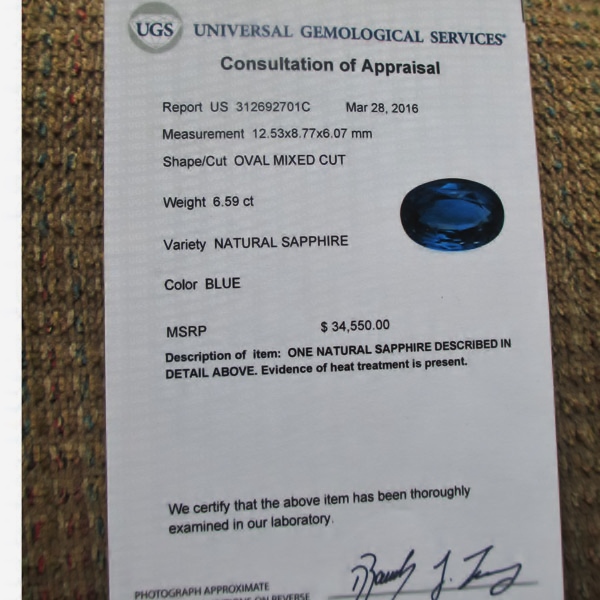 UGS UNIVERSAL GEMOLOGICAL SERVICES
Consultation of Appraisal
Report US 312692701C Mar 28, 2016
Measurement 12.53x8.77x6.07 mm
Shape/Cut OVAL MIXED CUT
Weight 6.59 ct
Variety NATURAL SAPPHIRE
Color BLUE
MSRP $ 34,550.00
Description of item: ONE NATURAL SAPPHIRE DESCRIBED IN
DETAIL ABOVE. Evidence of heat treatment is present.
We certify that the above item has been thoroughly
examined in our laboratory.
PHOTOGRAPH APPROXIMATE
ON REVERSE